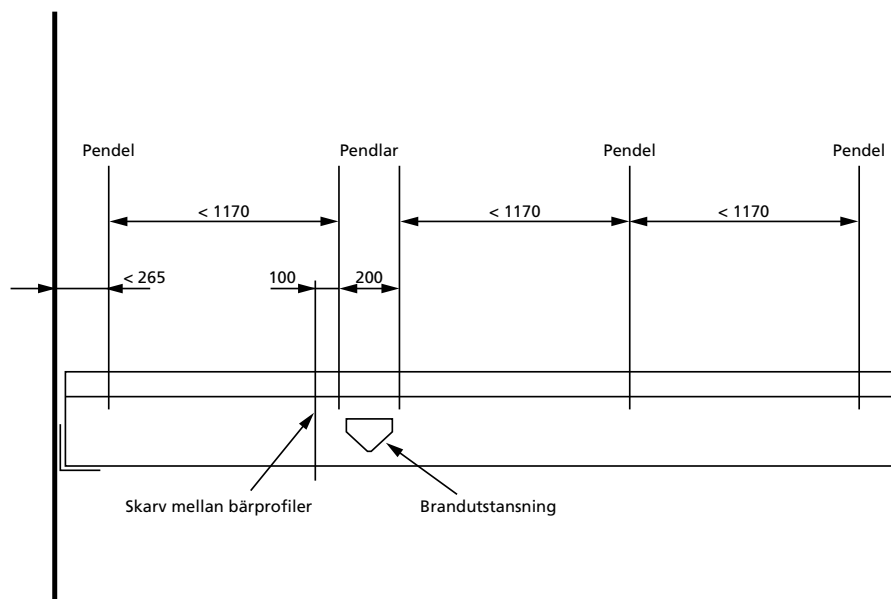 Pendel
Pendlar
Pendel
Pendel
< 1170
< 1170
< 1170
< 265
100
200
Skarv mellan bärprofiler
Brandutstansning